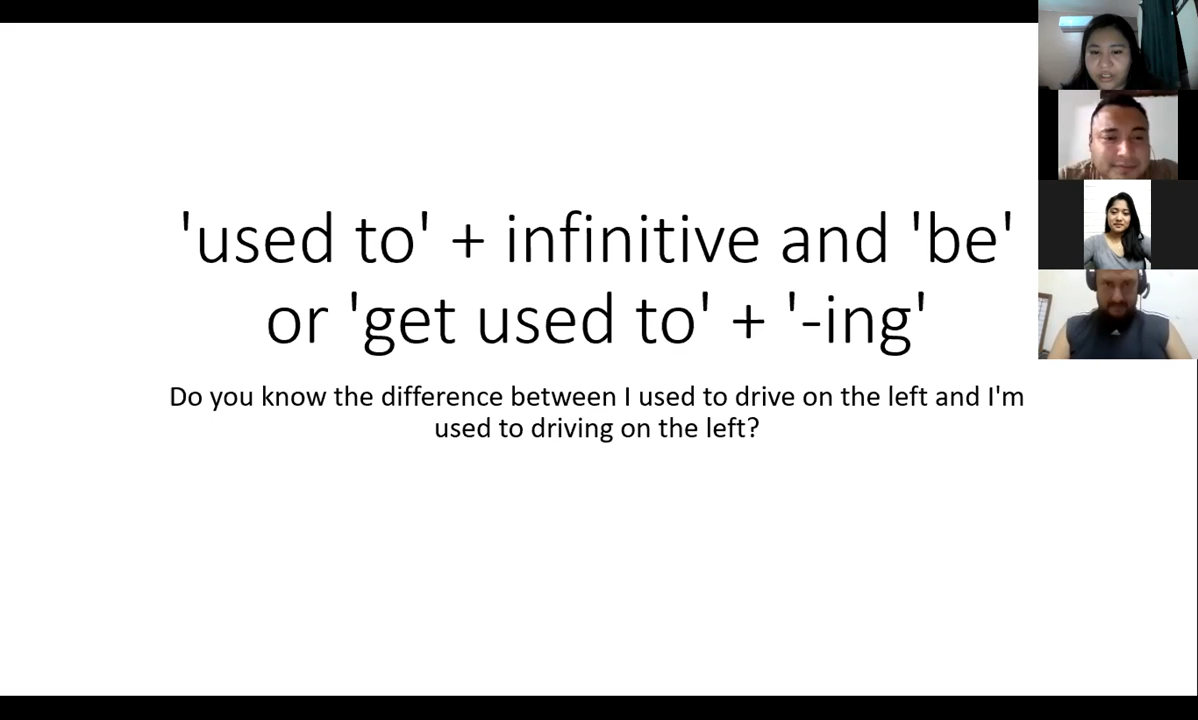 'used to' + infinitive and 'be'
or 'get used to' + '-ing'
Do you know the difference between I used to drive on the left and I'm
used to driving on the left?